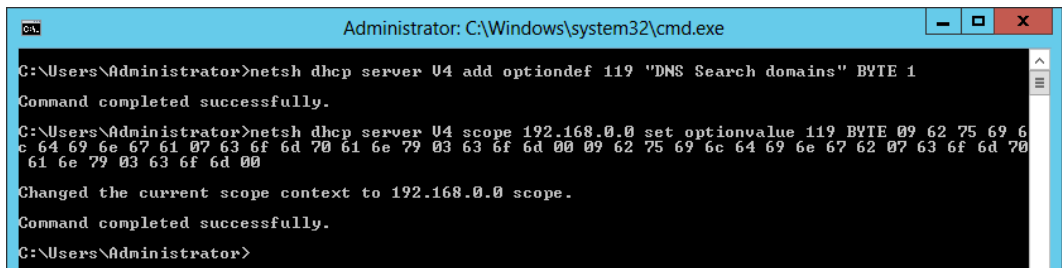 C:\.
Administrator: C:\Windows\system32\cmd.exe
C:\Users\Administrator>netsh dhcp server V4 add optiondef 119 "DNS Search domains" BYTE 1
Command completed successfully.
C:\Users\Administrator>netsh dhcp server V4 scope 192.168.0.0 set optionvalue 119 BYTE 09 62 75 69 6
c 64 69 6e 67 61 07 63 6f 6d 70 61 6e 79 03 63 6f 6d 00 09 62 75 69 6c 64 69 6e 67 62 07 63 6f 6d 70
61 6e 79 03 63 6f 6d 00
Changed the current scope context to 192.168.0.0 scope.
Command completed successfully.
C:\Users\Administrator>